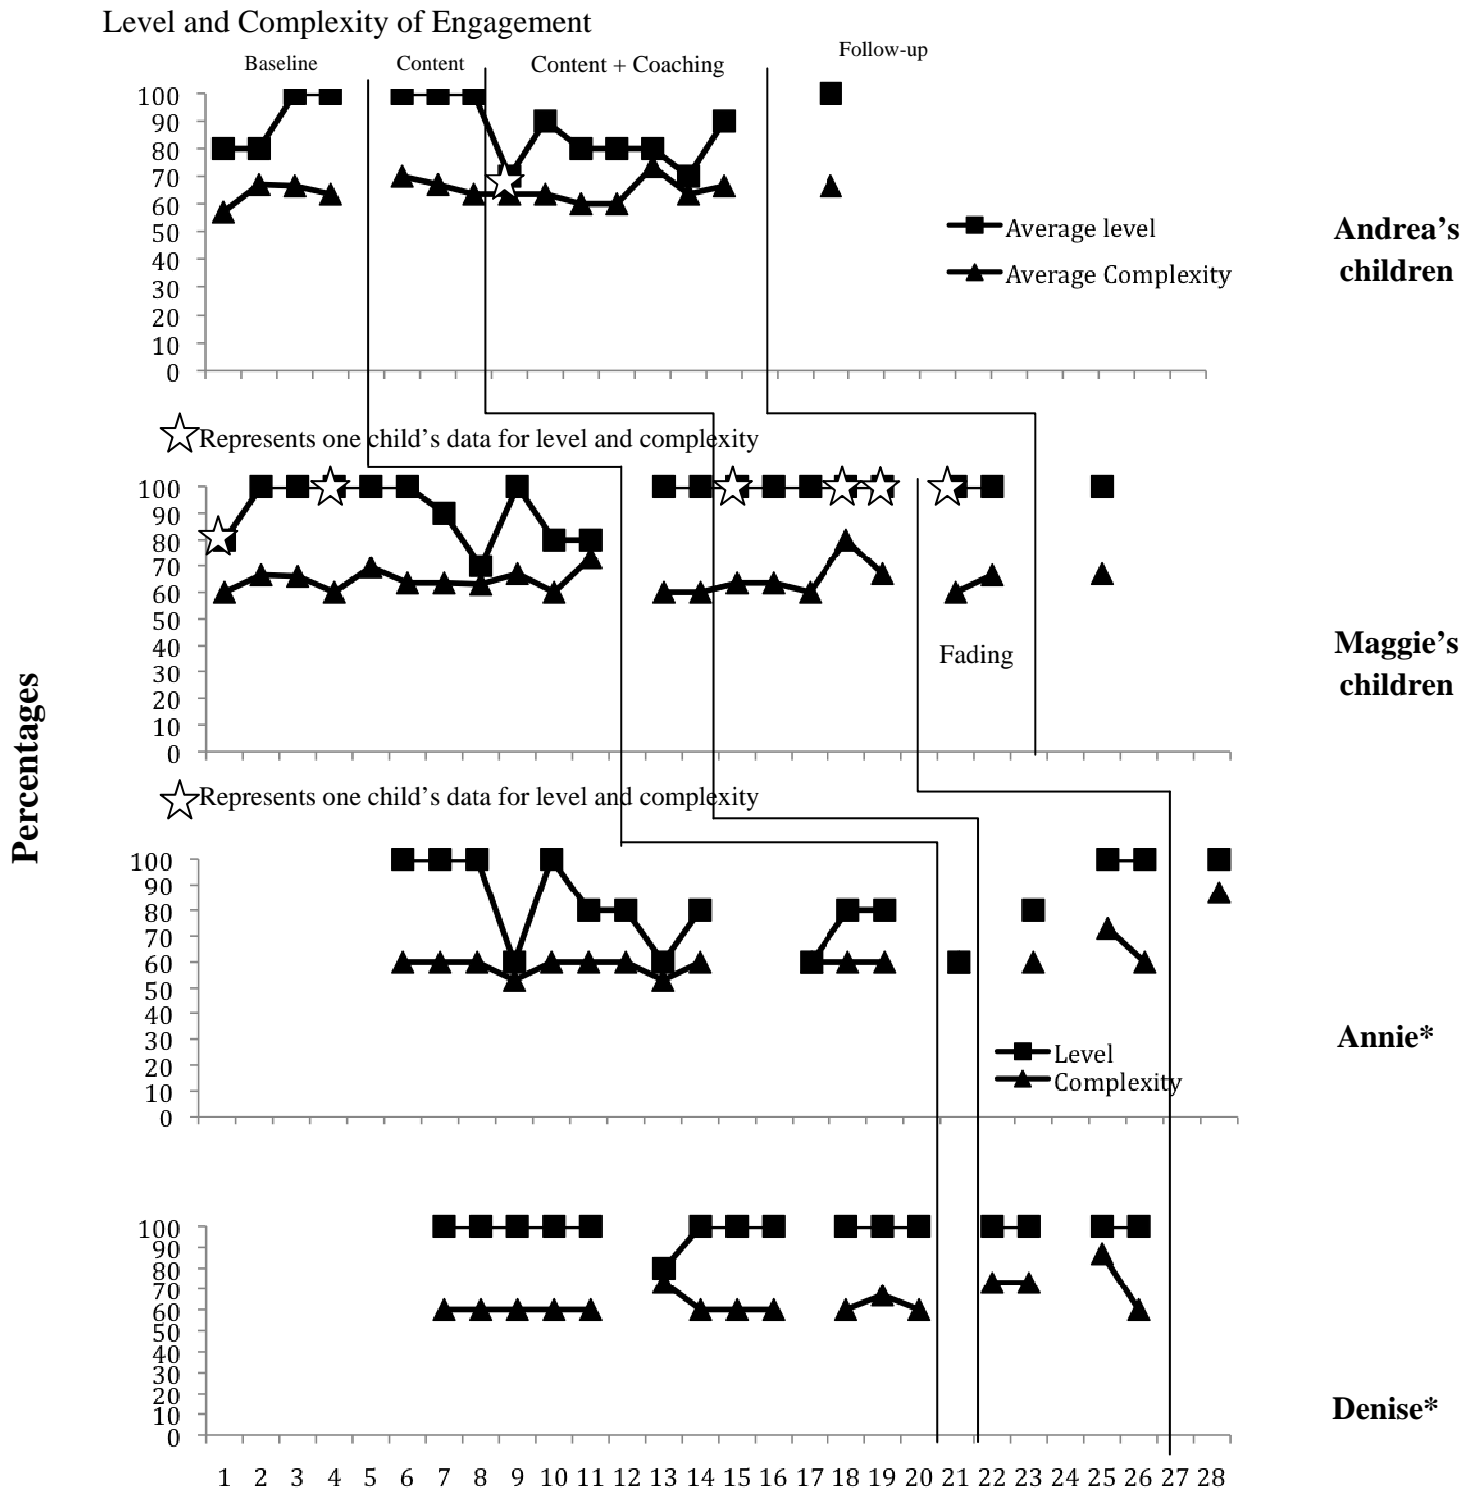 Level and Complexity of Engagement
Baseline
Content
Content + Coaching
Follow-up
100
90
80
70
60
50
40
30
20
10
0
Average level
Average Complexity
Andrea's
children
Represents one child's data for level and complexity
100
90
80
70
60
50
40
30
20
10
0
Fading
Maggie's
children
Percentages
Represents one child's data for level and complexity
100
90
80
70
60
50
40
30
20
10
0
Level
Complexity
Annie*
100
90
80
70
60
50
40
30
20
10
0
Denise*
1 2 3 4 5 6 7 8 9 10 11 12 13 14 15 16 17 18 19 20 21 22 23 24 25 26 27 28